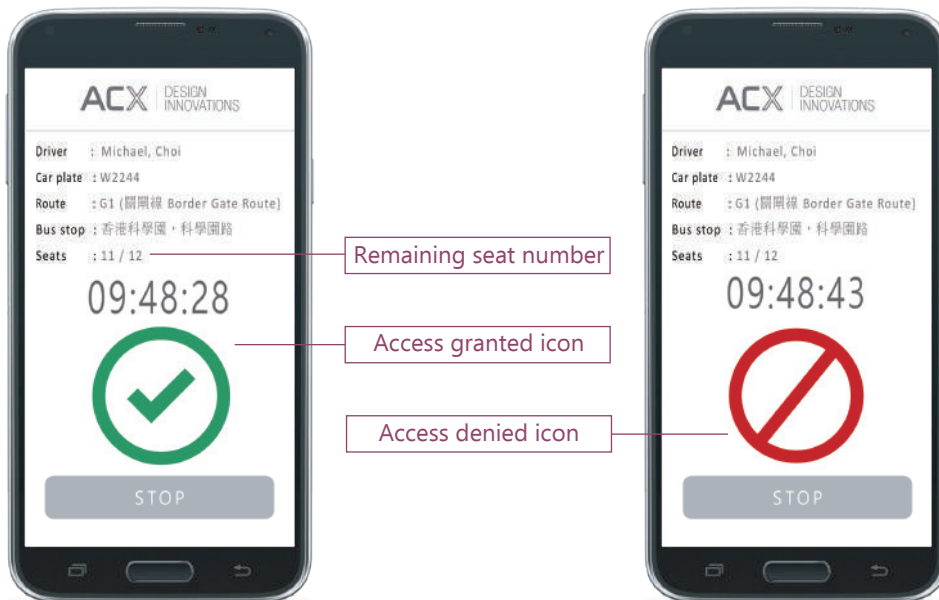 ACX DESIGN INNOVATIONS
Driver : Michael, Choi
Car plate : W2244
Route : G1 (關閘線 Border Gate Route)
Bus stop : 香港科學園，科學園路
Seats : 11 / 12
09:48:28
STOP
Remaining seat number
Access granted icon
Access denied icon
ACX DESIGN INNOVATIONS
Driver : Michael, Choi
Car plate : W2244
Route : G1 (關閘線 Border Gate Route)
Bus stop : 香港科學園，科學園路
Seats : 11 / 12
09:48:43
STOP